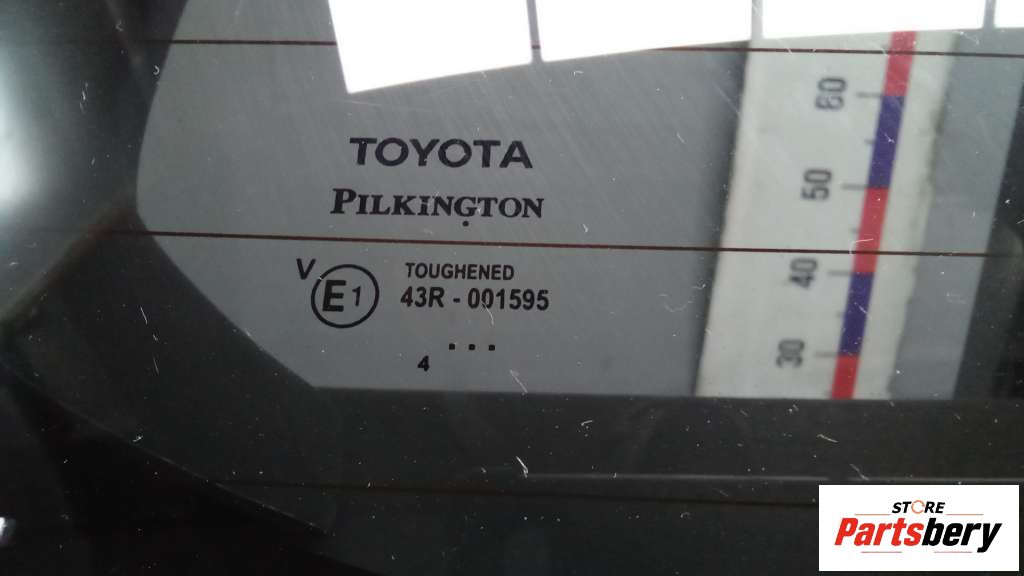 TOYOTA
PILKINGTON
V
E1
TOUGHENED
43R - 001595
. . .
4
60
50
40
30
STORE
Partsbery